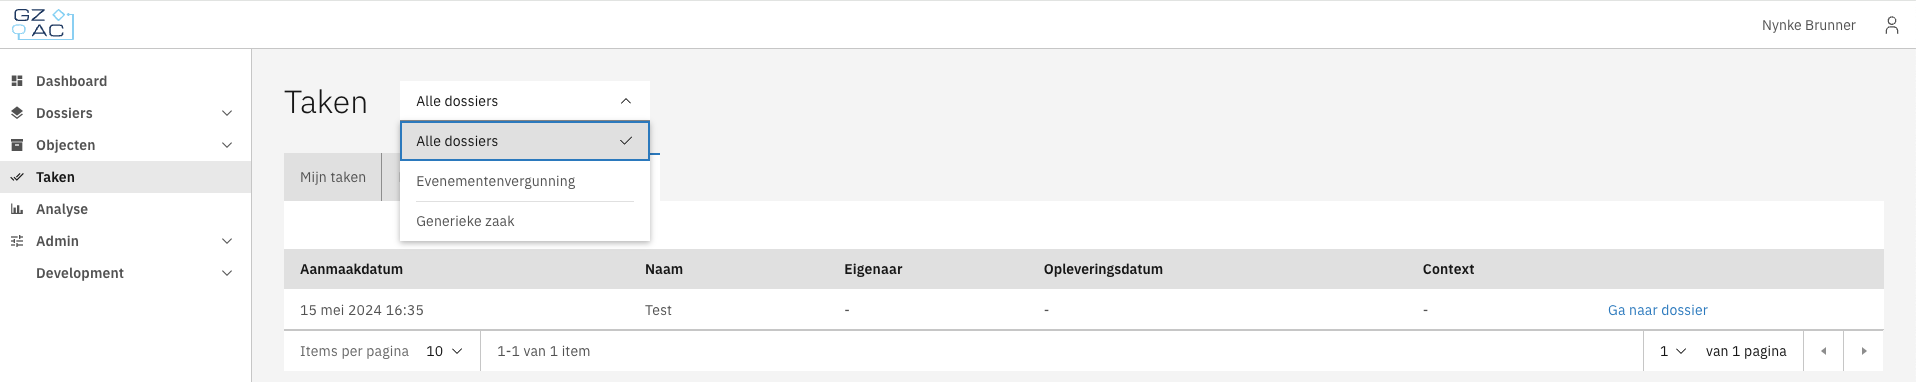 GZAC
Nynke Brunner
Dashboard
Dossiers
Objecten
Taken
Analyse
Admin
Development
Taken
Alle dossiers
Alle dossiers
Evenementenvergunning
Generieke zaak
Mijn taken
Aanmaakdatum Naam Eigenaar Opleveringsdatum Context
15 mei 2024 16:35 Test - - - Ga naar dossier
Items per pagina 10 1-1 van 1 item 1 van 1 pagina